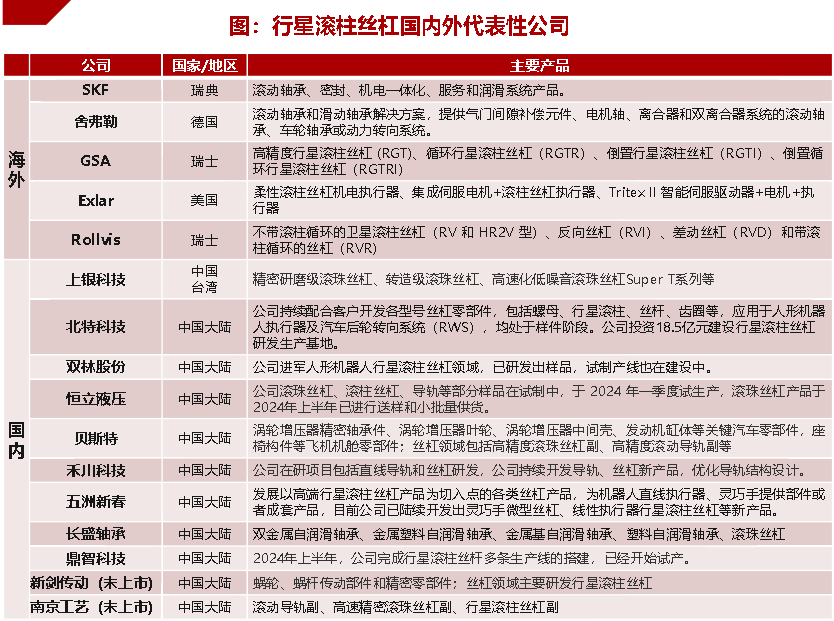 图：行星滚柱丝杠国内外代表性公司
公司 国家/地区 主要产品
海外
SKF 瑞典 滚动轴承、密封、机电一体化、服务和润滑系统产品。
舍弗勒 德国 滚动轴承和滑动轴承解决方案，提供气门间隙补偿元件、电机轴、离合器和双离合器系统的滚动轴
承、车轮轴承或动力转向系统。
GSA 瑞士 高精度行星滚柱丝杠 (RGT)、循环行星滚柱丝杠（RGTR）、倒置行星滚柱丝杠（RGTI）、倒置循
环行星滚柱丝杠（RGTRI）
Exlar 美国 柔性滚柱丝杠机电执行器、集成伺服电机+滚柱丝杠执行器、Tritex II 智能伺服驱动器+电机+执
行器
Rollvis 瑞士 不带滚柱循环的卫星滚柱丝杠（RV 和 HR2V 型）、反向丝杠（RVI）、差动丝杠（RVD）和带滚
柱循环的丝杠（RVR）
国内
上银科技 中国
台湾 精密研磨级滚珠丝杠、转造级滚珠丝杠、高速化低噪音滚珠丝杠Super T系列等
北特科技 中国大陆 公司持续配合客户开发各型号丝杠零部件，包括螺母、行星滚柱、丝杆、齿圈等，应用于人形机器
人执行器及汽车后轮转向系统（RWS），均处于样件阶段。公司投资18.5亿元建设行星滚柱丝杠
研发生产基地。
双林股份 中国大陆 公司进军人形机器人行星滚柱丝杠领域，已研发出样品，试制产线也在建设中。
恒立液压 中国大陆 公司滚珠丝杠、滚柱丝杠、导轨等部分样品在试制中，于 2024 年一季度试生产，滚珠丝杠产品于
2024年上半年已进行送样和小批量供货。
贝斯特 中国大陆 涡轮增压器精密轴承件、涡轮增压器叶轮、涡轮增压器中间壳、发动机缸体等关键汽车零部件，座
椅构件等飞机机舱零部件；丝杠领域包括高精度滚珠丝杠副、高精度滚动导轨副等
禾川科技 中国大陆 公司在研项目包括直线导轨和丝杠研发，公司持续开发导轨、丝杠新产品，优化导轨结构设计。
五洲新春 中国大陆 发展以高端行星滚柱丝杠产品为切入点的各类丝杠产品，为机器人直线执行器、灵巧手提供部件或
者成套产品，目前公司已陆续开发出灵巧手微型丝杠、线性执行器行星滚柱丝杠等新产品。
长盛轴承 中国大陆 双金属自润滑轴承、金属塑料自润滑轴承、金属基自润滑轴承、塑料自润滑轴承、滚珠丝杠
鼎智科技 中国大陆 2024年上半年，公司完成行星滚柱丝杆多条生产线的搭建，已经开始试产。
新剑传动（未上市) 中国大陆 蜗轮、蜗杆传动部件和精密零部件；丝杠领域主要研发行星滚柱丝杠
南京工艺（未上市) 中国大陆 滚动导轨副、高速精密滚珠丝杠副、行星滚柱丝杠副